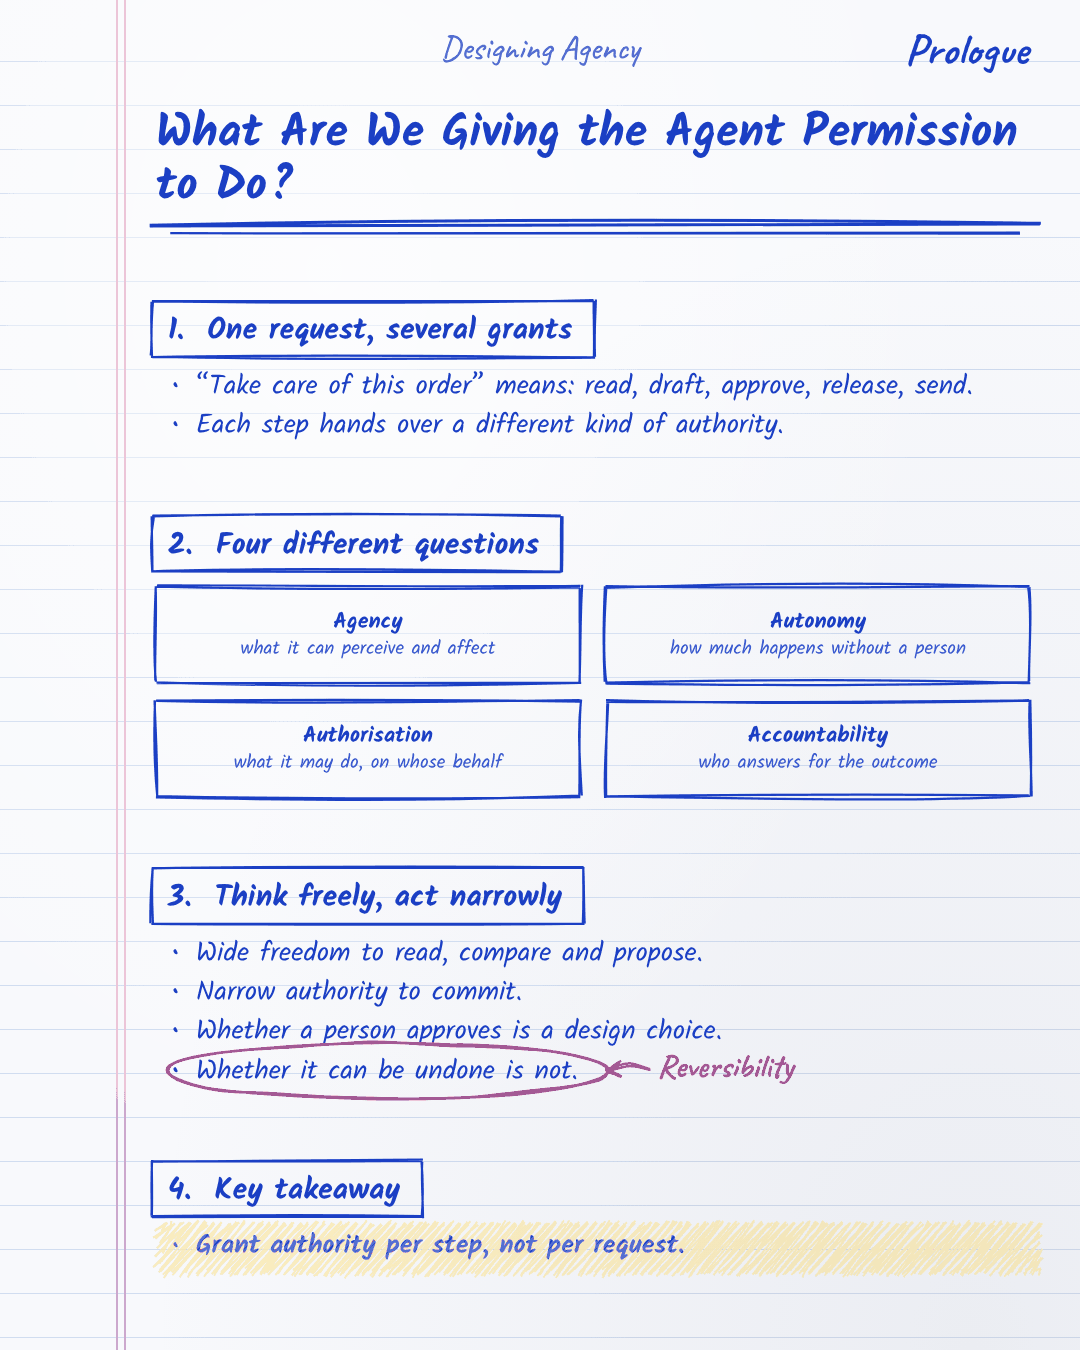 Designing Agency
Prologue
What Are We Giving the Agent Permission
to Do?
1. One request, several grants
· “Take care of this order” means: read, draft, approve, release, send.
· Each step hands over a different kind of authority.
2. Four different questions
Agency
what it can perceive and affect
Autonomy
how much happens without a person
Authorisation
what it may do, on whose behalf
Accountability
who answers for the outcome
3. Think freely, act narrowly
· Wide freedom to read, compare and propose.
· Narrow authority to commit.
· Whether a person approves is a design choice.
· Whether it can be undone is not.
Reversibility
4. Key takeaway
· Grant authority per step, not per request.